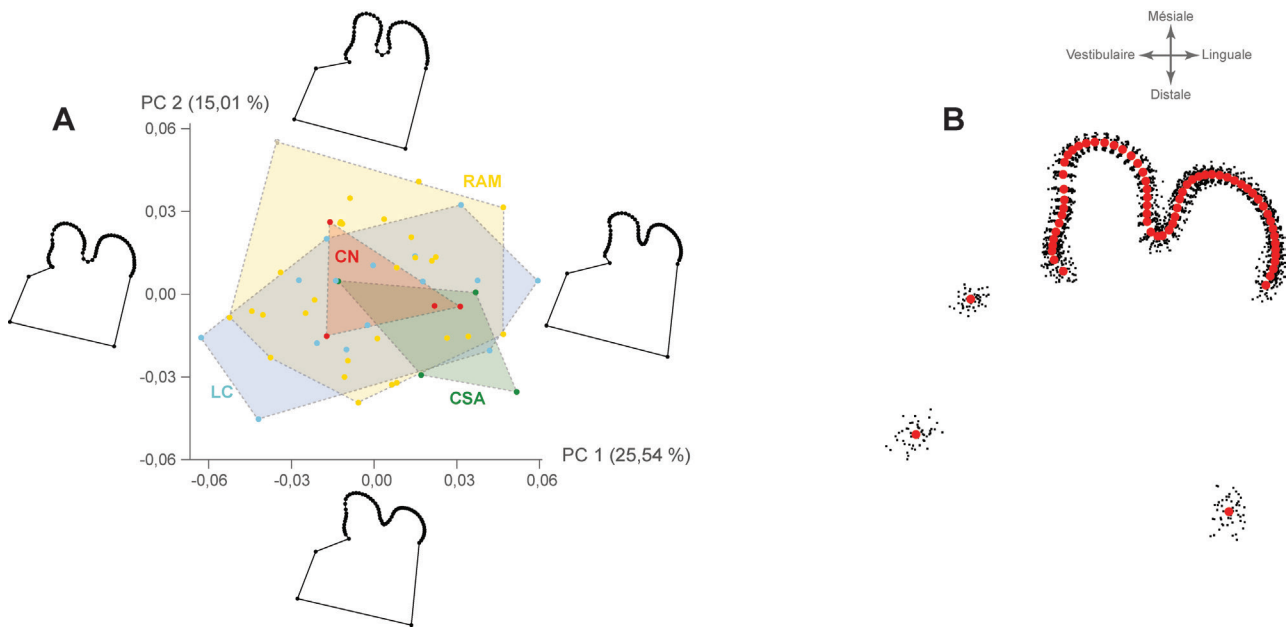 Mésiale
Vestibulaire
Linguale
Distale
A
B
PC 2 (15,01 %)
0,06
0,03
0,00
-0,03
-0,06
RAM
CN
LC
CSA
PC 1 (25,54 %)
-0,06
-0,03
0,00
0,03
0,06